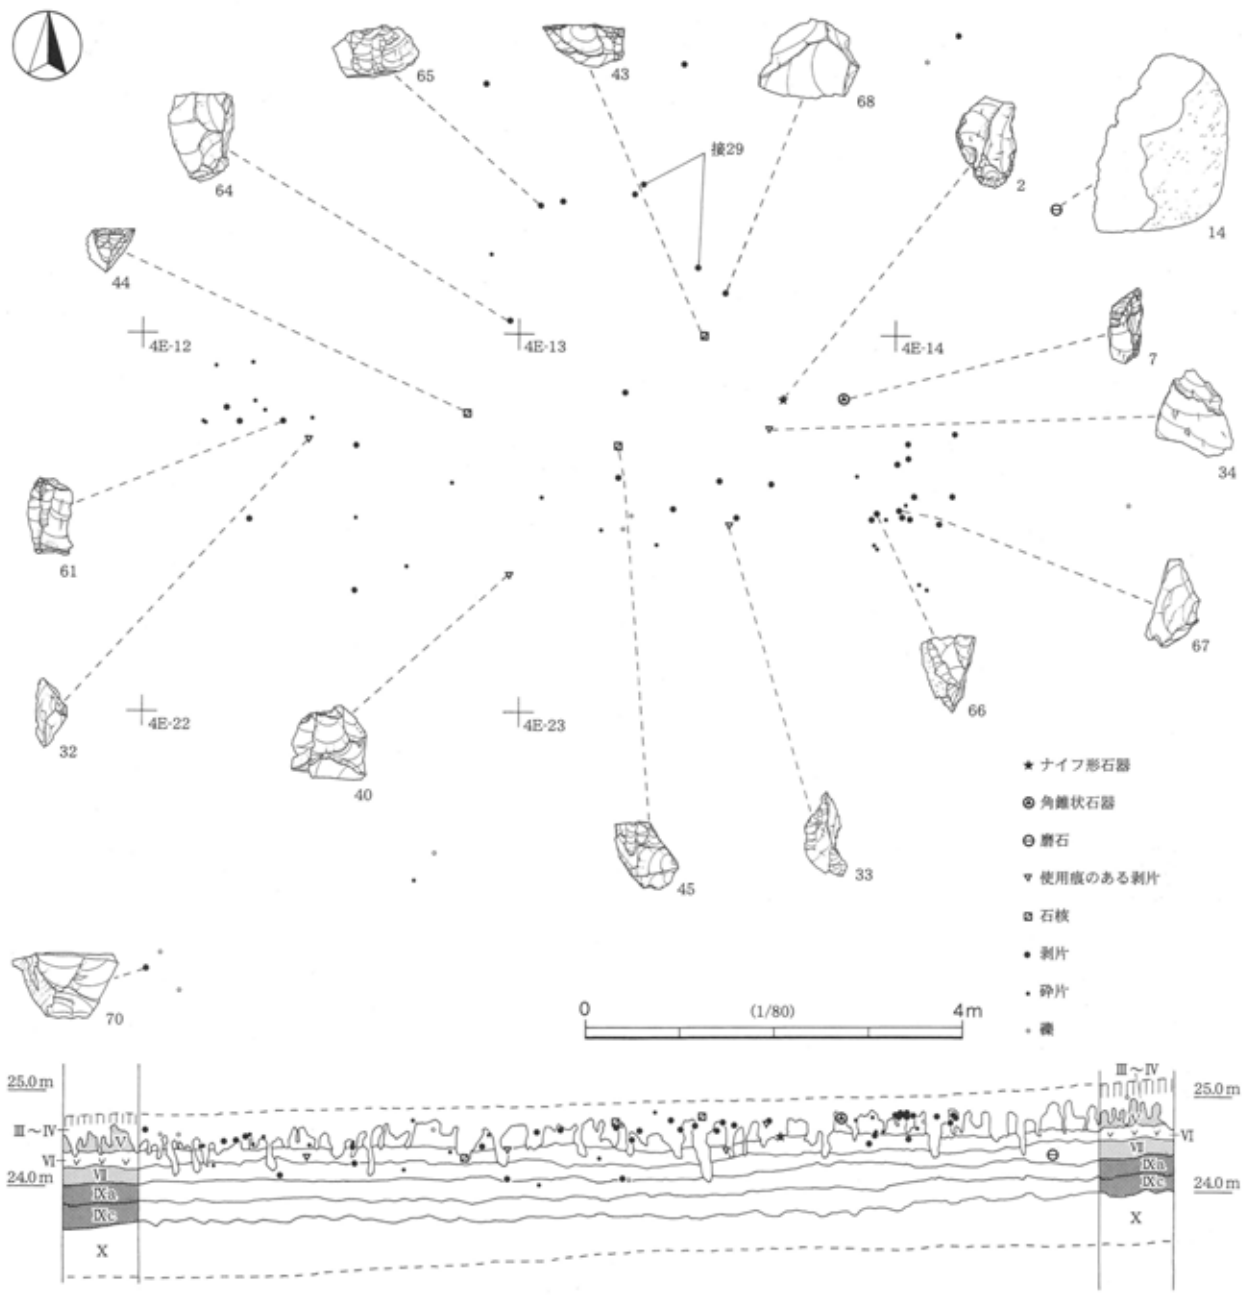 65
43
68
接29
64
2
14
44
4E-12
4E-13
4E-14
7
34
61
67
66
32
4E-22
4E-23
40
45
33
70
★ ナイフ形石器
角錐状石器
磨石
使用痕のある剥片
石核
剥片
砕片
礫
0 (1/80) 4m
25.0m
Ⅲ～Ⅳ
Ⅴ
Ⅵ
Ⅶ
24.0m
Ⅸa
Ⅸc
Ⅹ
Ⅲ～Ⅳ
25.0m
Ⅵ
Ⅶ
Ⅸa
Ⅸc
24.0m
Ⅹ